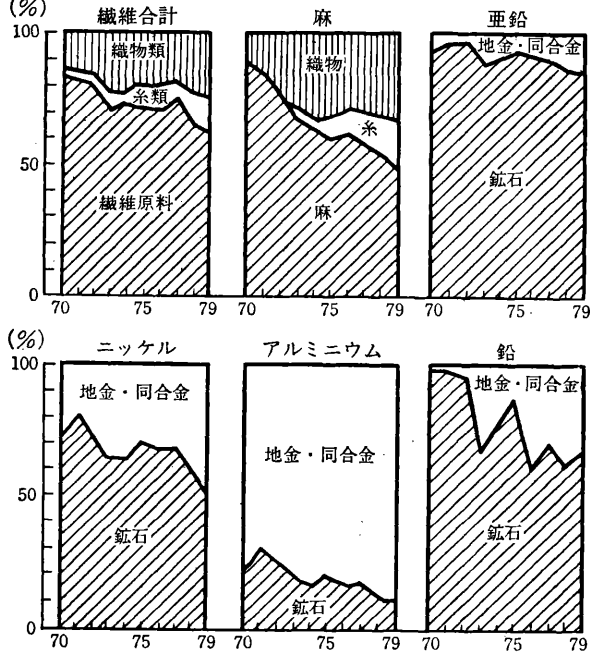 (%)
繊維合計
麻
亜鉛
100
50
0
織物類
糸類
繊維原料
織物
糸
麻
地金・同合金
鉱石
70 75 79
70 75 79
70 75 79
(%)
ニッケル
アルミニウム
鉛
100
50
0
地金・同合金
鉱石
地金・同合金
鉱石
地金・同合金
鉱石
70 75 79
70 75 79
70 75 79